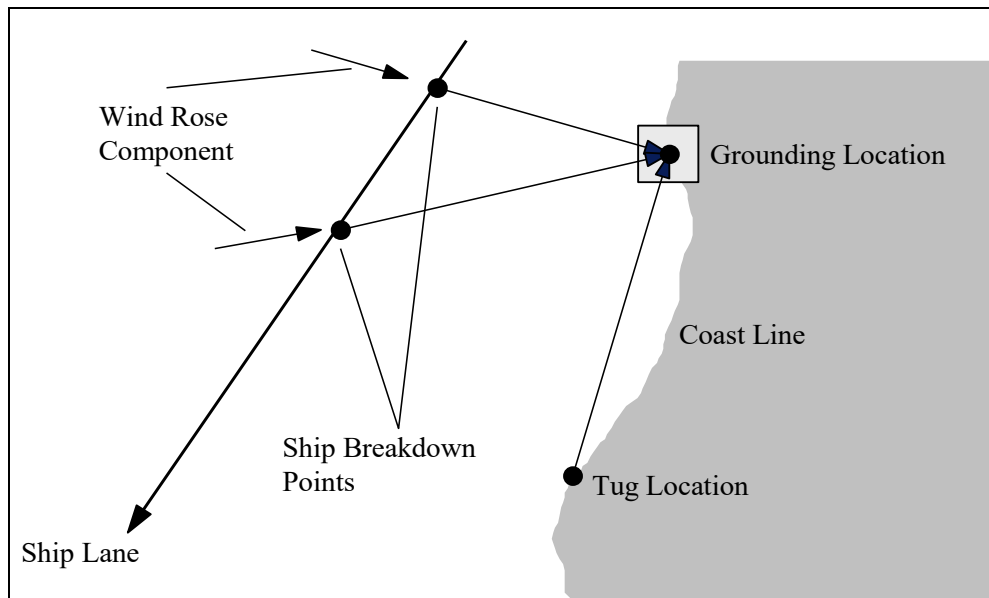 Wind Rose
Component
Grounding Location
Coast Line
Ship Breakdown
Points
Tug Location
Ship Lane